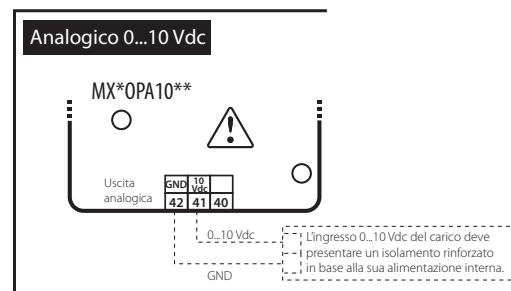 Analogico 0...10 Vdc
MX*OPA10**
Uscita
analogica
GND 10 Vdc
42 41 40
0...10 Vdc
GND
L'ingresso 0...10 Vdc del carico deve
presentare un isolamento rinforzato
in base alla sua alimentazione interna.